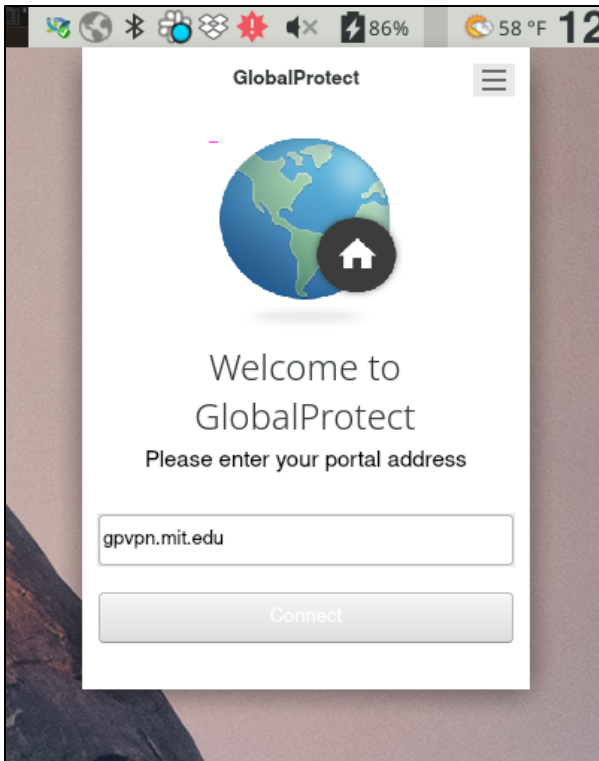 86%
58 °F 12
GlobalProtect
Welcome to
GlobalProtect
Please enter your portal address
gpvpn.mit.edu
Connect